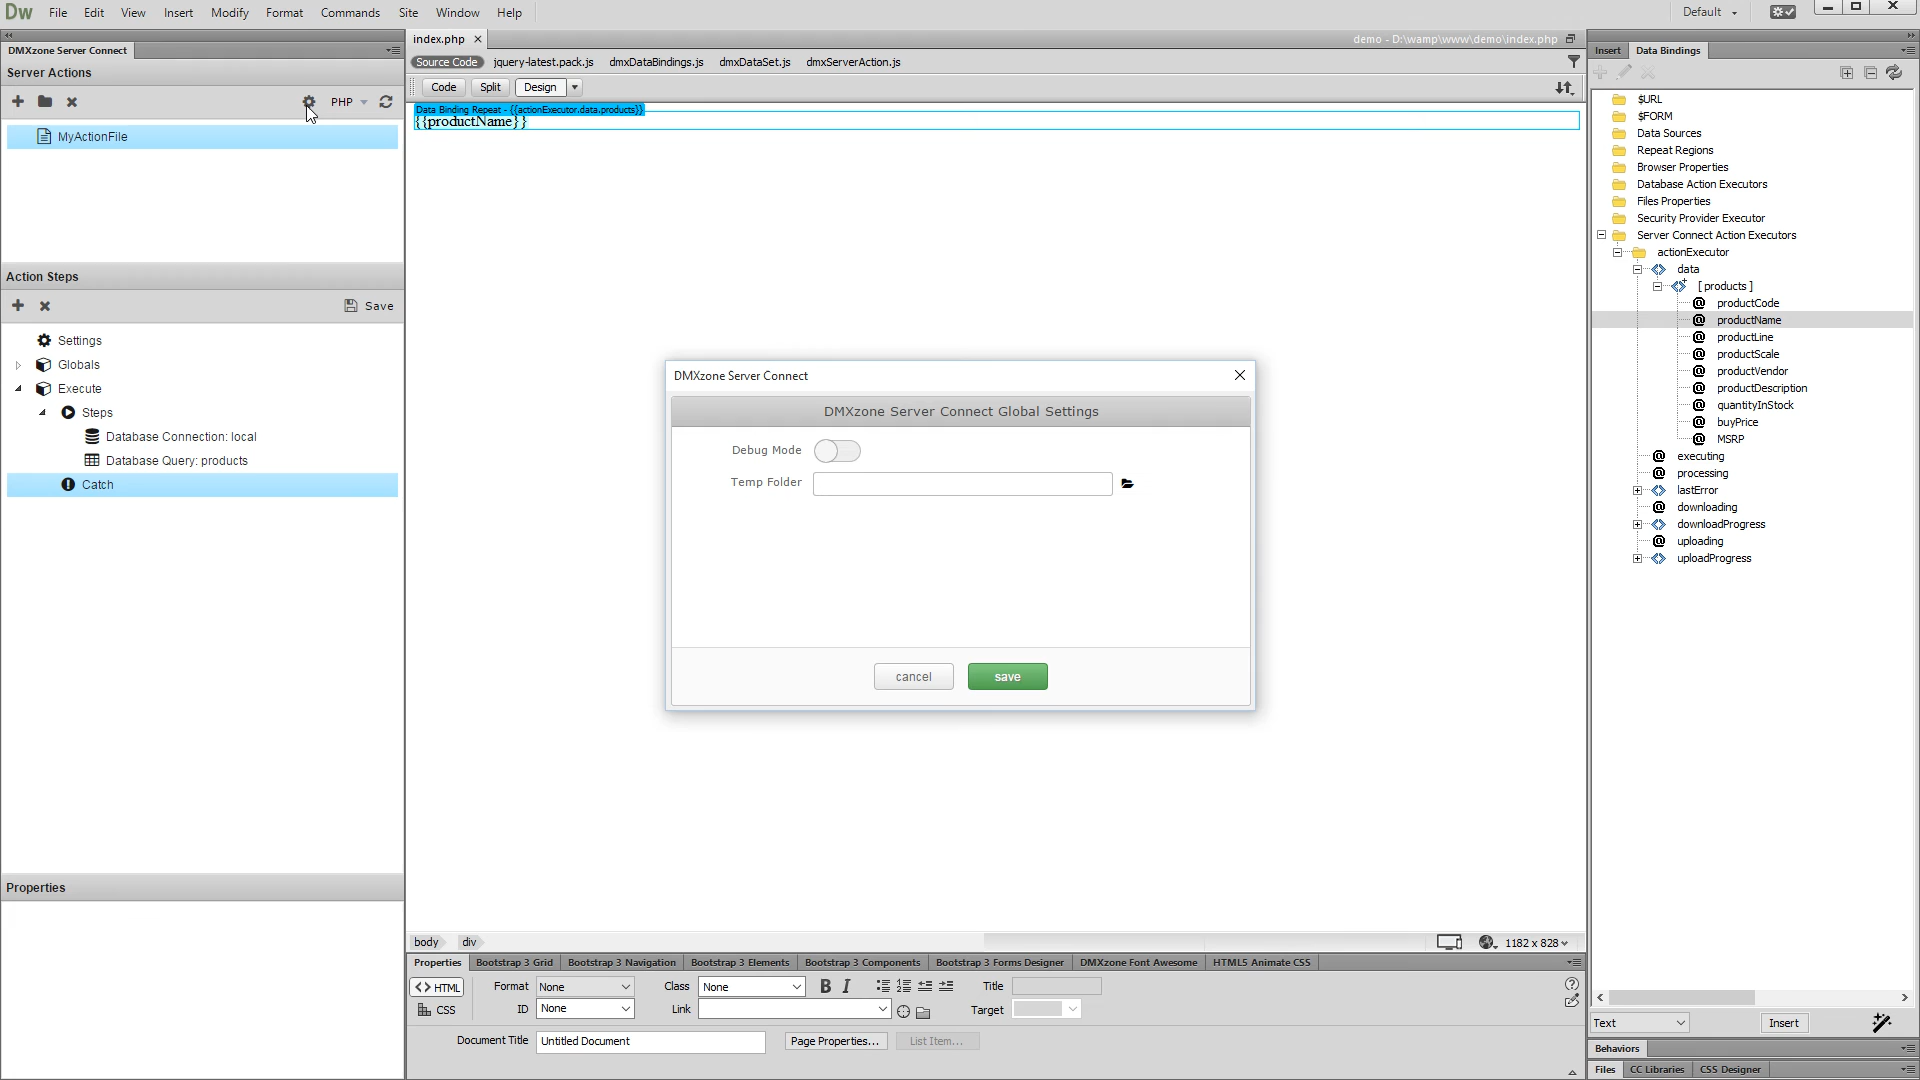 Dw File Edit View Insert Modify Format Commands Site Window Help Default
DMXzone Server Connect
Server Actions
PHP
MyActionFile
Action Steps
Save
Settings
Globals
Execute
Steps
Database Connection: local
Database Query: products
Catch
Properties
index.php
demo - D:\wamp\www\demo\index.php
Source Code jquery-latest.pack.js dmxDataBindings.js dmxDataSet.js dmxServerAction.js
Code Split Design
Data Binding Repeat - {{actionExecutor.data.products}}
{{productName}}
DMXzone Server Connect
DMXzone Server Connect Global Settings
Debug Mode
Temp Folder
cancel save
body div
1182 x 828
Properties Bootstrap 3 Grid Bootstrap 3 Navigation Bootstrap 3 Elements Bootstrap 3 Components Bootstrap 3 Forms Designer DMXzone Font Awesome HTML5 Animate CSS
<> HTML Format None Class None B I Title
CSS ID None Link Target
Document Title Untitled Document Page Properties... List Item...
Insert Data Bindings
$URL
$FORM
Data Sources
Repeat Regions
Browser Properties
Database Action Executors
Files Properties
Security Provider Executor
Server Connect Action Executors
actionExecutor
data
[ products ]
productCode
productName
productLine
productScale
productVendor
productDescription
quantityInStock
buyPrice
MSRP
executing
processing
lastError
downloading
downloadProgress
uploading
uploadProgress
Text Insert
Behaviors
Files CC Libraries CSS Designer